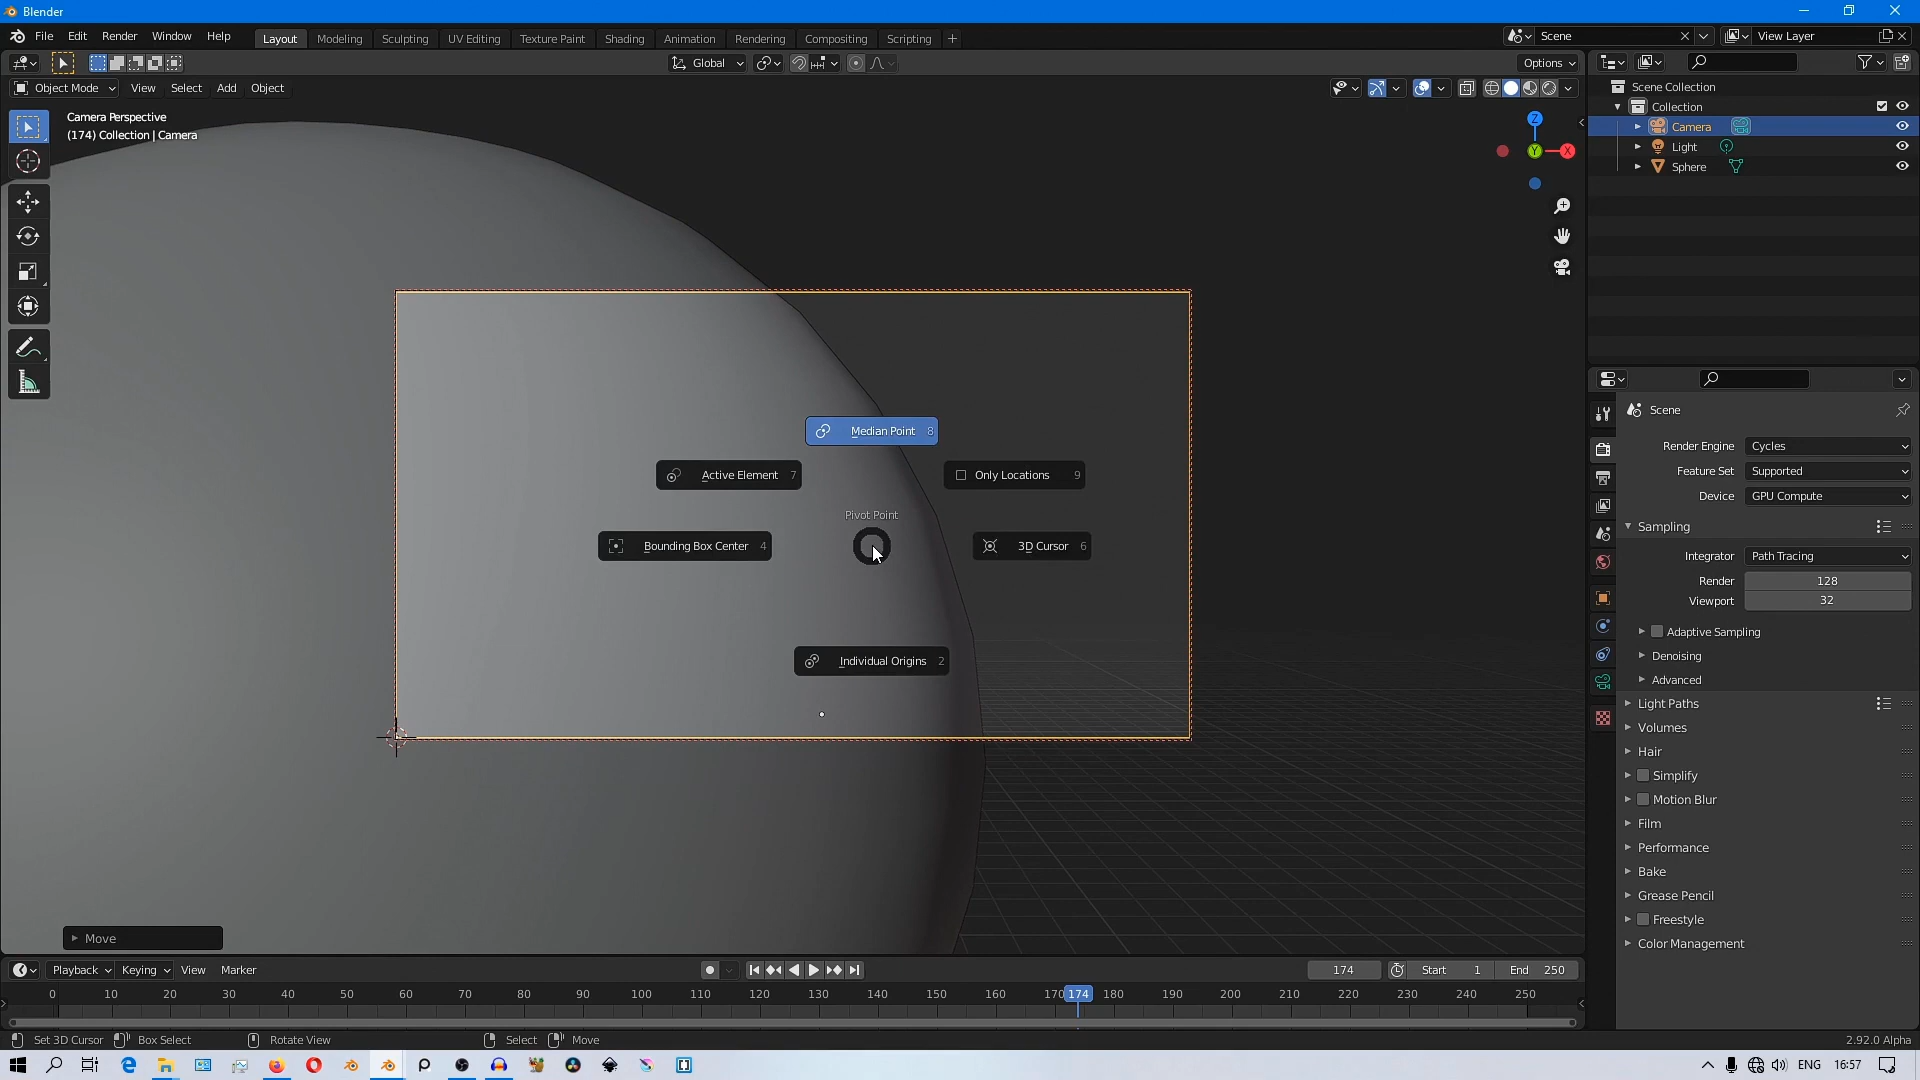 Blender
File Edit Render Window Help
Layout Modeling Sculpting UV Editing Texture Paint Shading Animation Rendering Compositing Scripting +
Scene
View Layer
Global
Options
Object Mode View Select Add Object
Camera Perspective
(174) Collection | Camera
Z
Y
X
Scene Collection
Collection
Camera
Light
Sphere
Median Point 8
Active Element 7
Only Locations 9
Pivot Point
Bounding Box Center 4
3D Cursor 6
Individual Origins 2
Scene
Render Engine Cycles
Feature Set Supported
Device GPU Compute
Sampling
Integrator Path Tracing
Render 128
Viewport 32
Adaptive Sampling
Denoising
Advanced
Light Paths
Volumes
Hair
Simplify
Motion Blur
Film
Performance
Bake
Grease Pencil
Freestyle
Color Management
Move
Playback Keying View Marker
174 Start 1 End 250
0 10 20 30 40 50 60 70 80 90 100 110 120 130 140 150 160 170 174 180 190 200 210 220 230 240 250
Set 3D Cursor Box Select Rotate View Select Move
2.92.0 Alpha
ENG 16:57